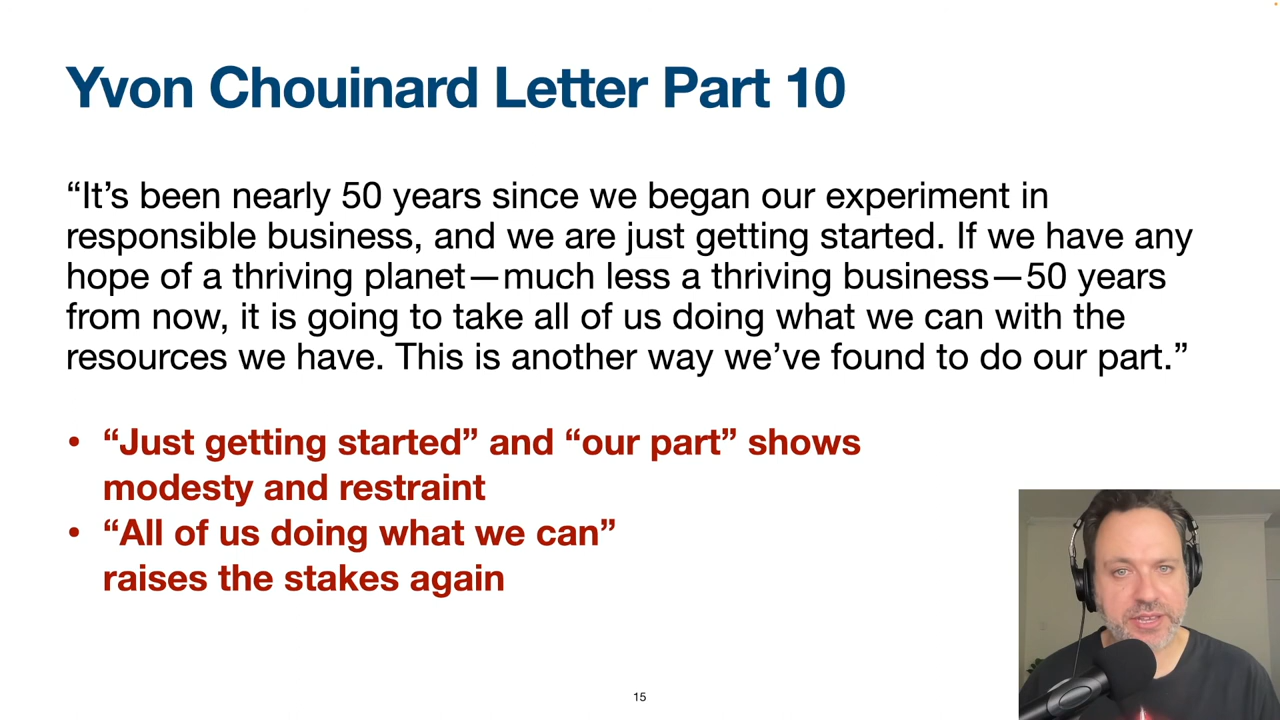 Yvon Chouinard Letter Part 10
“It’s been nearly 50 years since we began our experiment in
responsible business, and we are just getting started. If we have any
hope of a thriving planet—much less a thriving business—50 years
from now, it is going to take all of us doing what we can with the
resources we have. This is another way we’ve found to do our part.”
• “Just getting started” and “our part” shows
modesty and restraint
• “All of us doing what we can”
raises the stakes again
15